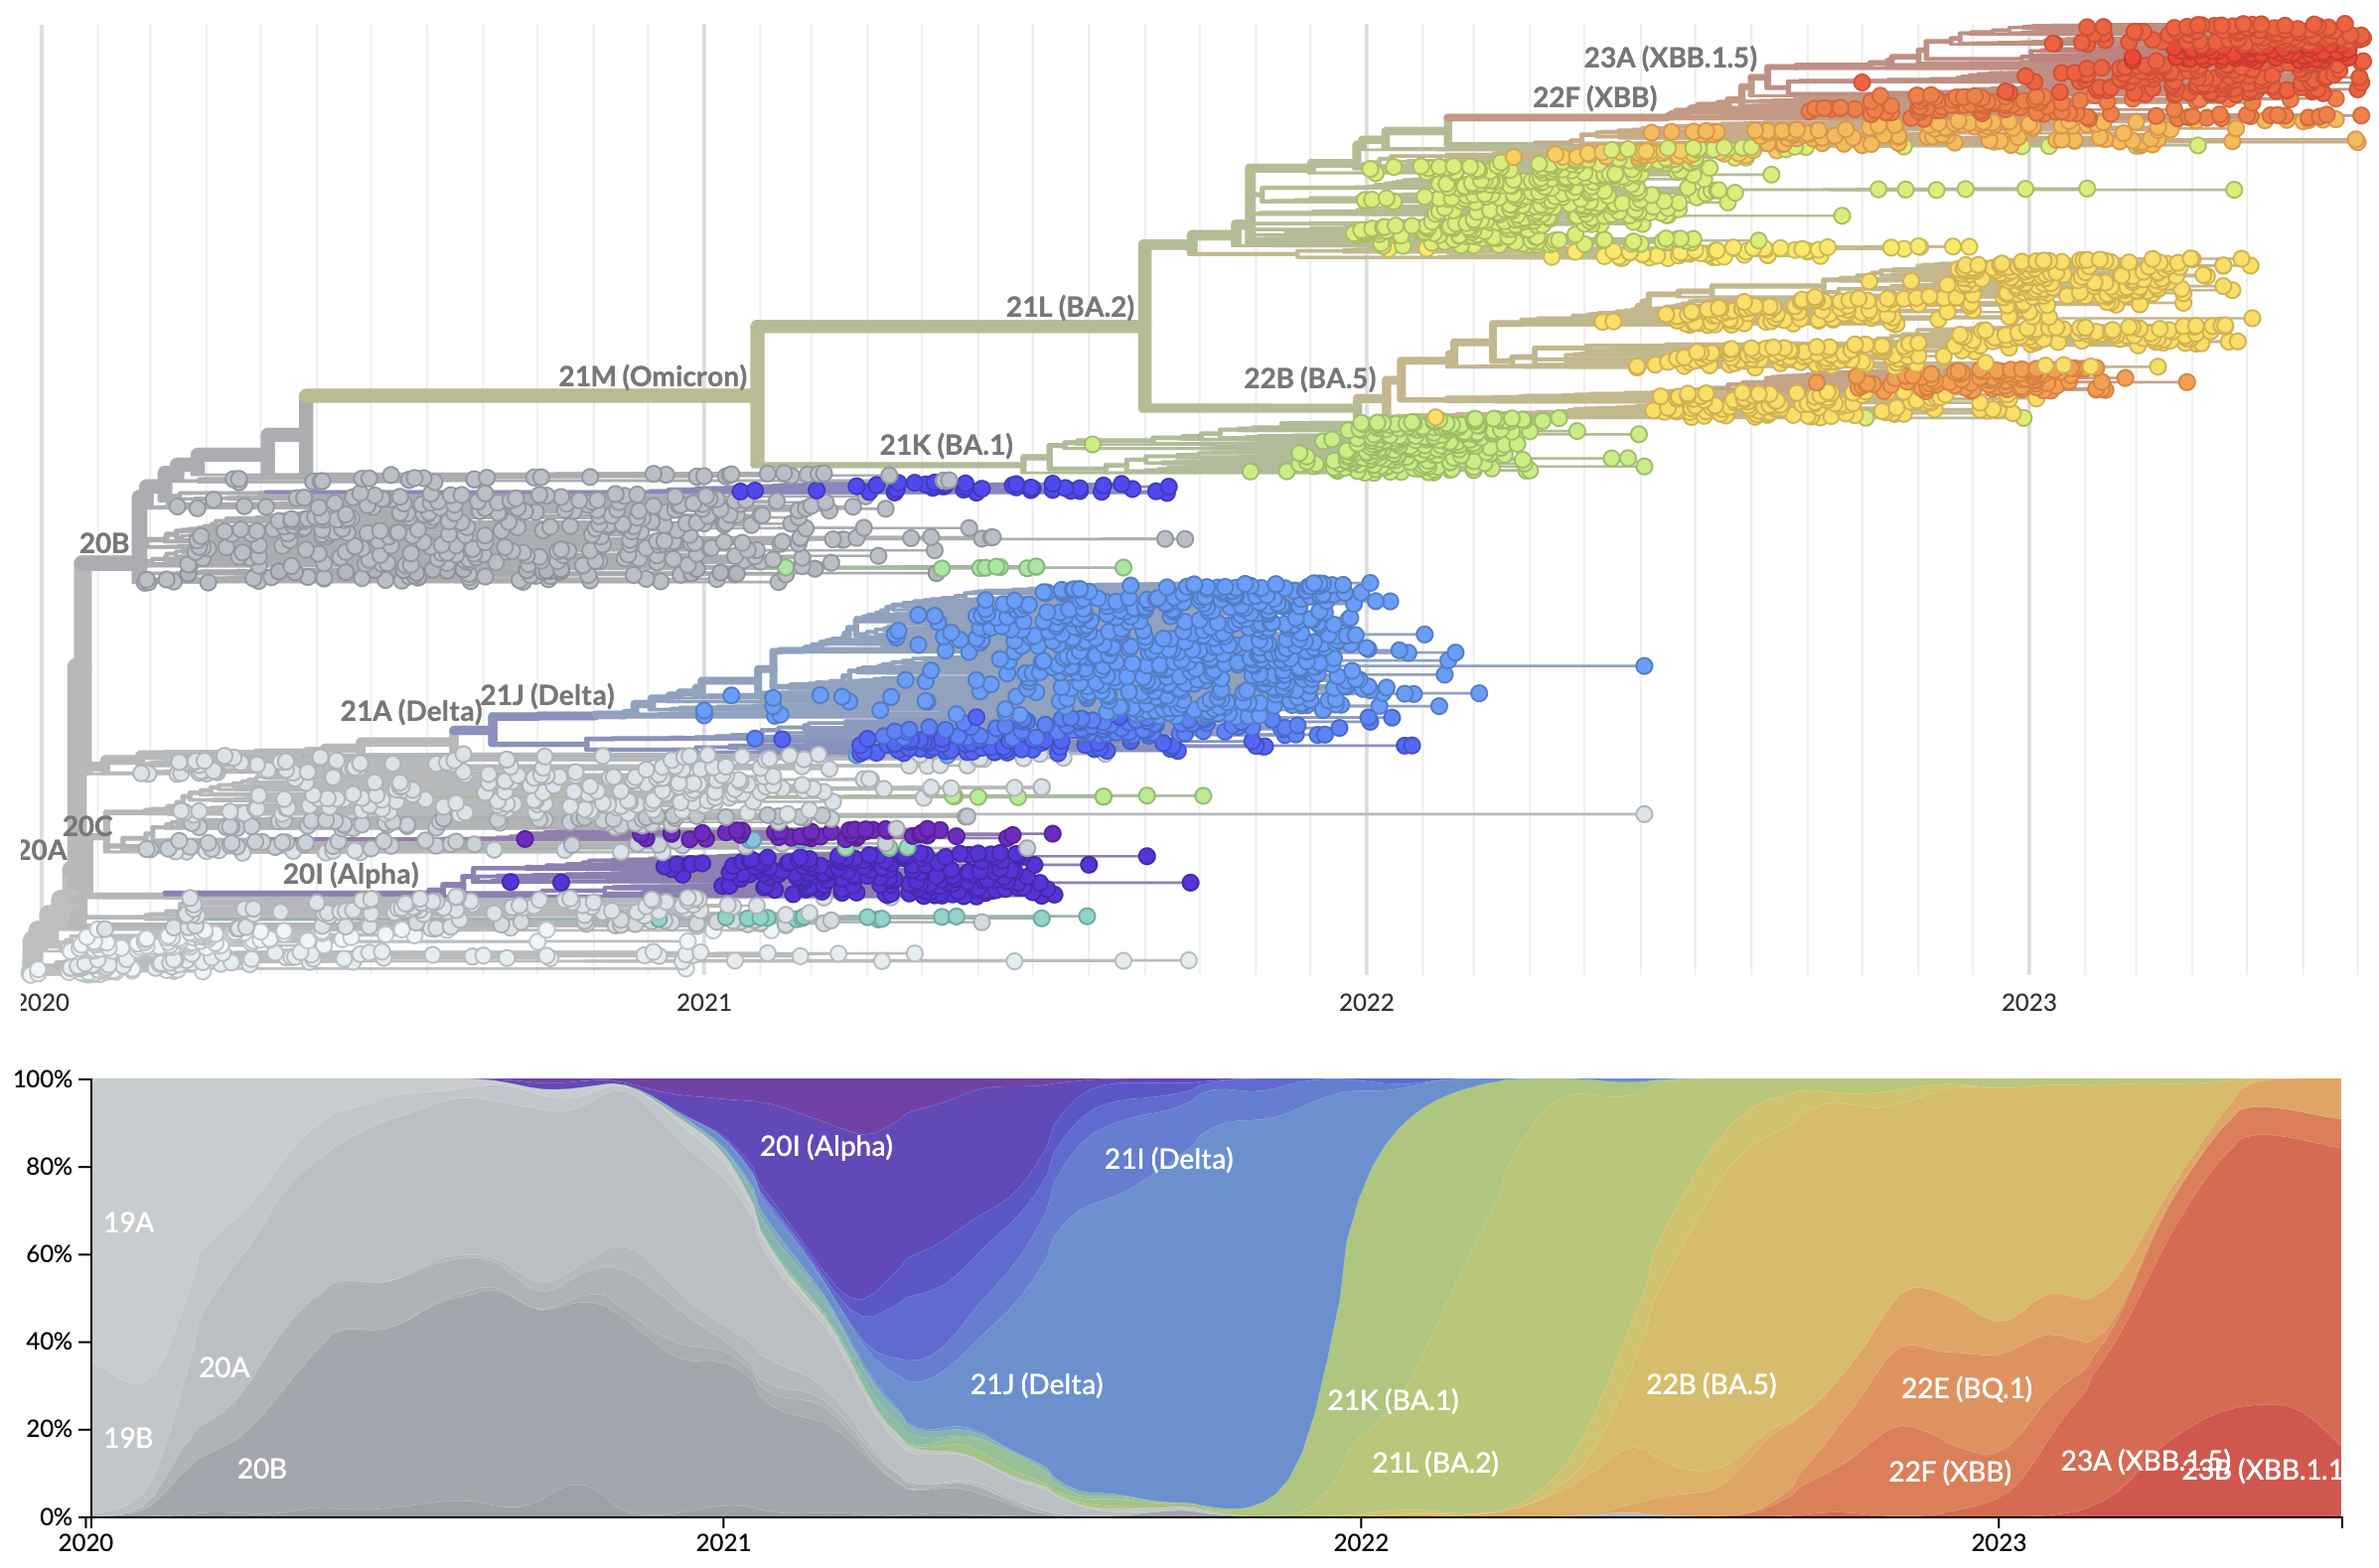 23A (XBB.1.5)
22F (XBB)
21L (BA.2)
21M (Omicron)
22B (BA.5)
21K (BA.1)
20B
21J (Delta)
21A (Delta)
20C
20A
20I (Alpha)
2020 2021 2022 2023
100%
20I (Alpha)
21I (Delta)
80%
19A
60%
40%
20A
21J (Delta)
21K (BA.1)
22B (BA.5)
22E (BQ.1)
20%
19B
20B
21L (BA.2)
22F (XBB)
23A (XBB.1.5)
23B (XBB.1.1
0%
2020 2021 2022 2023